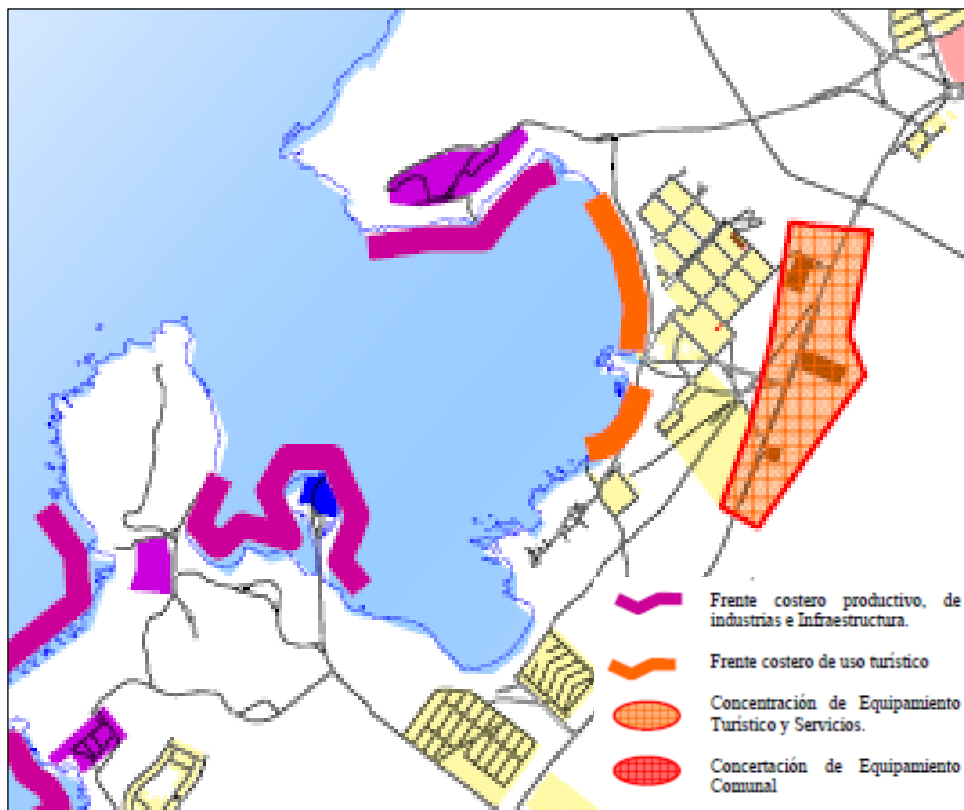 Frente costero productivo, de
industrias e Infraestructura.
Frente costero de uso turístico
Concentración de Equipamiento
Turístico y Servicios.
Concertación de Equipamiento
Comunal